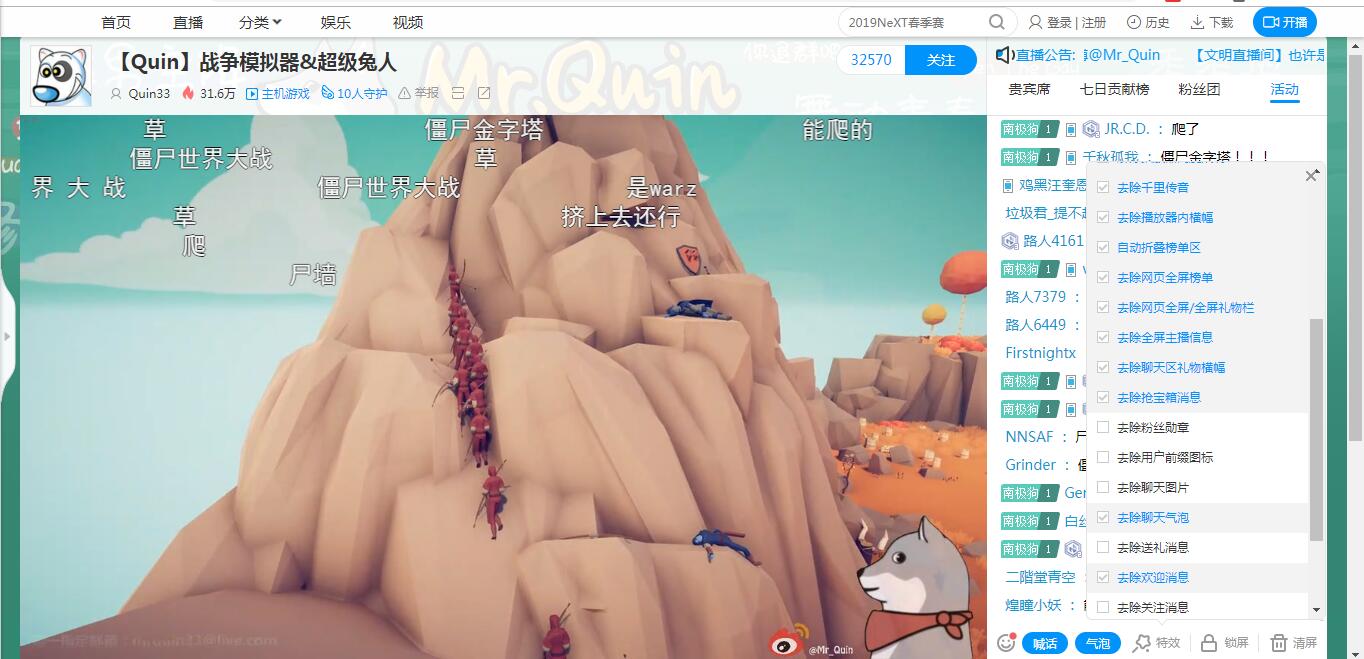 首页 直播 分类 娱乐 视频 2019NeXT春季赛 登录 | 注册 历史 下载 开播
【Quin】战争模拟器&超级兔人 32570 关注
Quin33 31.6万 主机游戏 10人守护 举报
Mr.Quin
直播公告: @Mr_Quin 【文明直播间】也许是
贵宾席 七日贡献榜 粉丝团 活动
草 僵尸金字塔 能爬的
僵尸世界大战 草
界 大 战 僵尸世界大战 是warz
草 挤上去还行
爬
尸墙
@Mr_Quin
南极狗 1 JR.C.D. : 爬了
南极狗 1 千秋孤我 : 僵尸金字塔！！！
鸡黑汪奎恩
垃圾君_提不起
路人4161
南极狗 1
路人7379 :
路人6449 :
Firstnightx
南极狗 1
南极狗 1
NNSAF :
Grinder :
南极狗 1 Ger
南极狗 1 白丝
南极狗 1
二階堂青空
煌瞳小妖 :
去除千里传音
去除播放器内横幅
自动折叠榜单区
去除网页全屏榜单
去除网页全屏/全屏礼物栏
去除全屏主播信息
去除聊天区礼物横幅
去除抢宝箱消息
去除粉丝勋章
去除用户前缀图标
去除聊天图片
去除聊天气泡
去除送礼消息
去除欢迎消息
去除关注消息
喊话 气泡 特效 锁屏 清屏